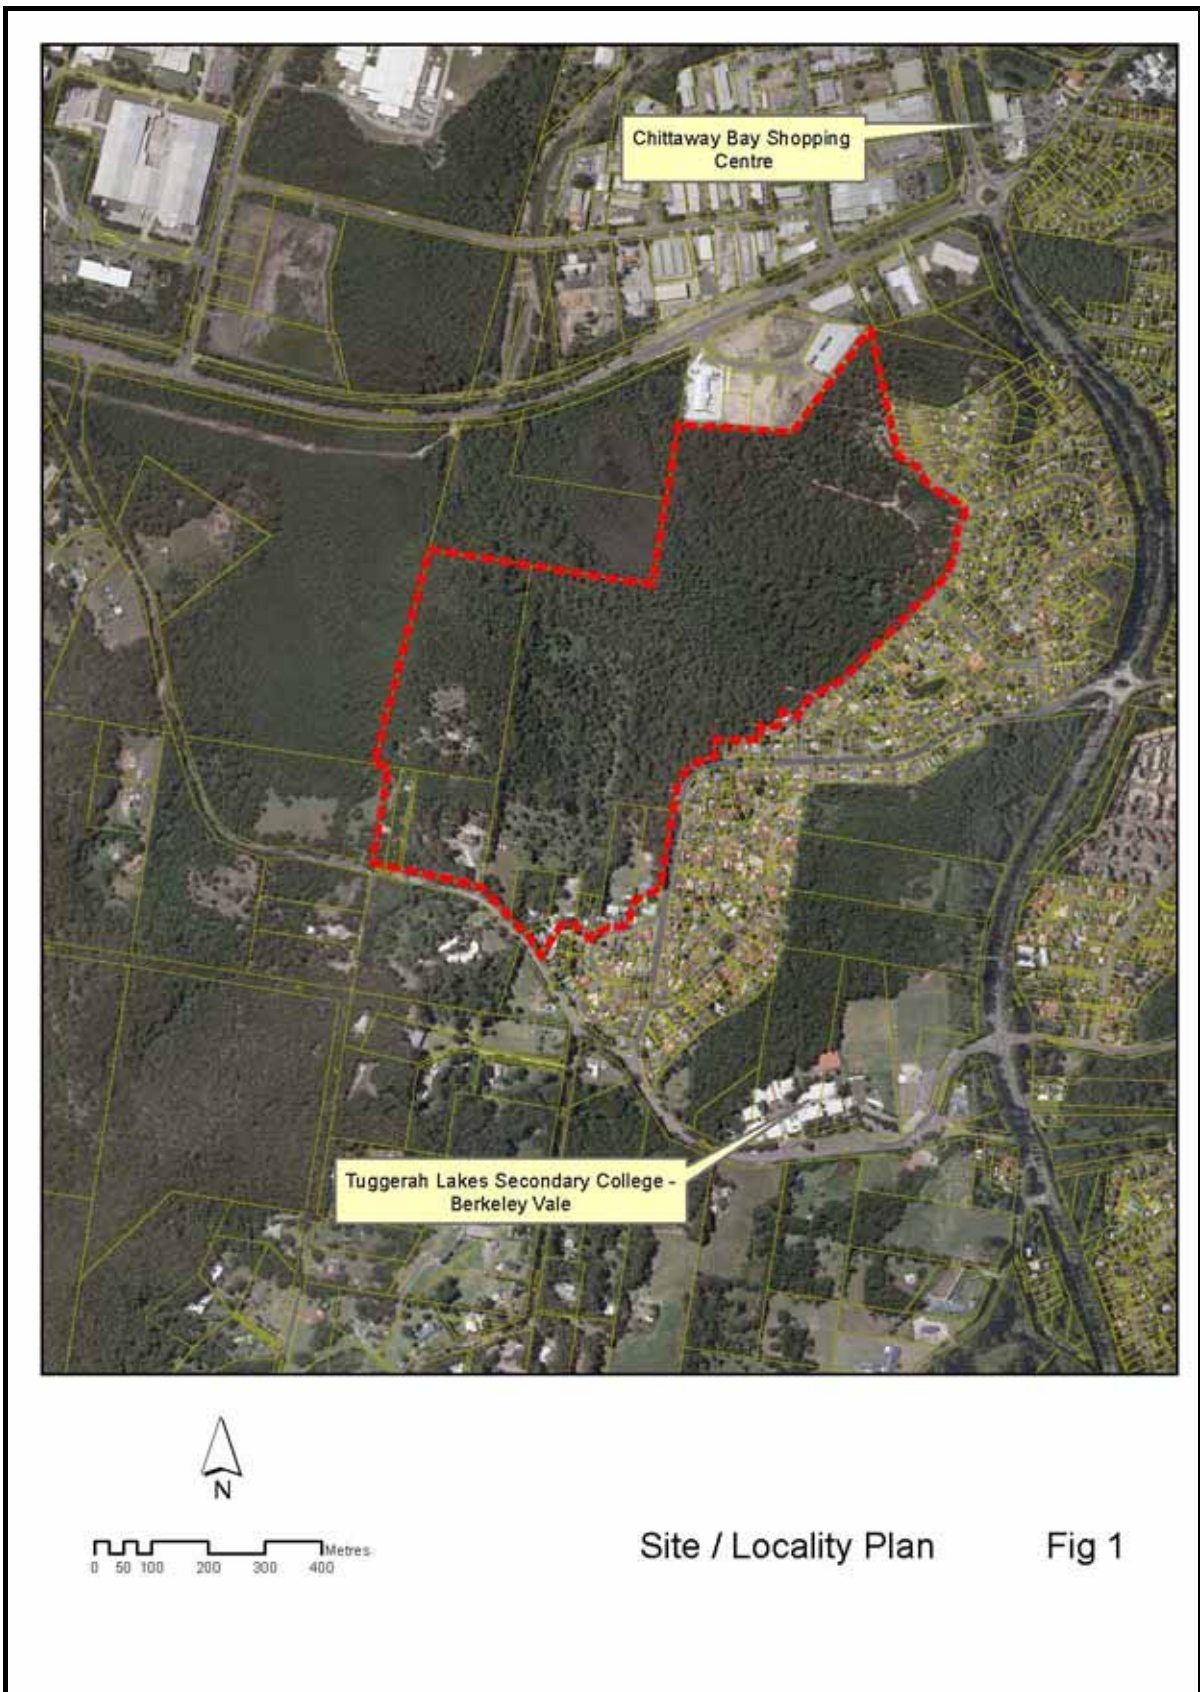 Chittaway Bay Shopping
Centre
Tuggerah Lakes Secondary College -
Berkeley Vale
N
Metres
0 50 100 200 300 400
Site / Locality Plan Fig 1